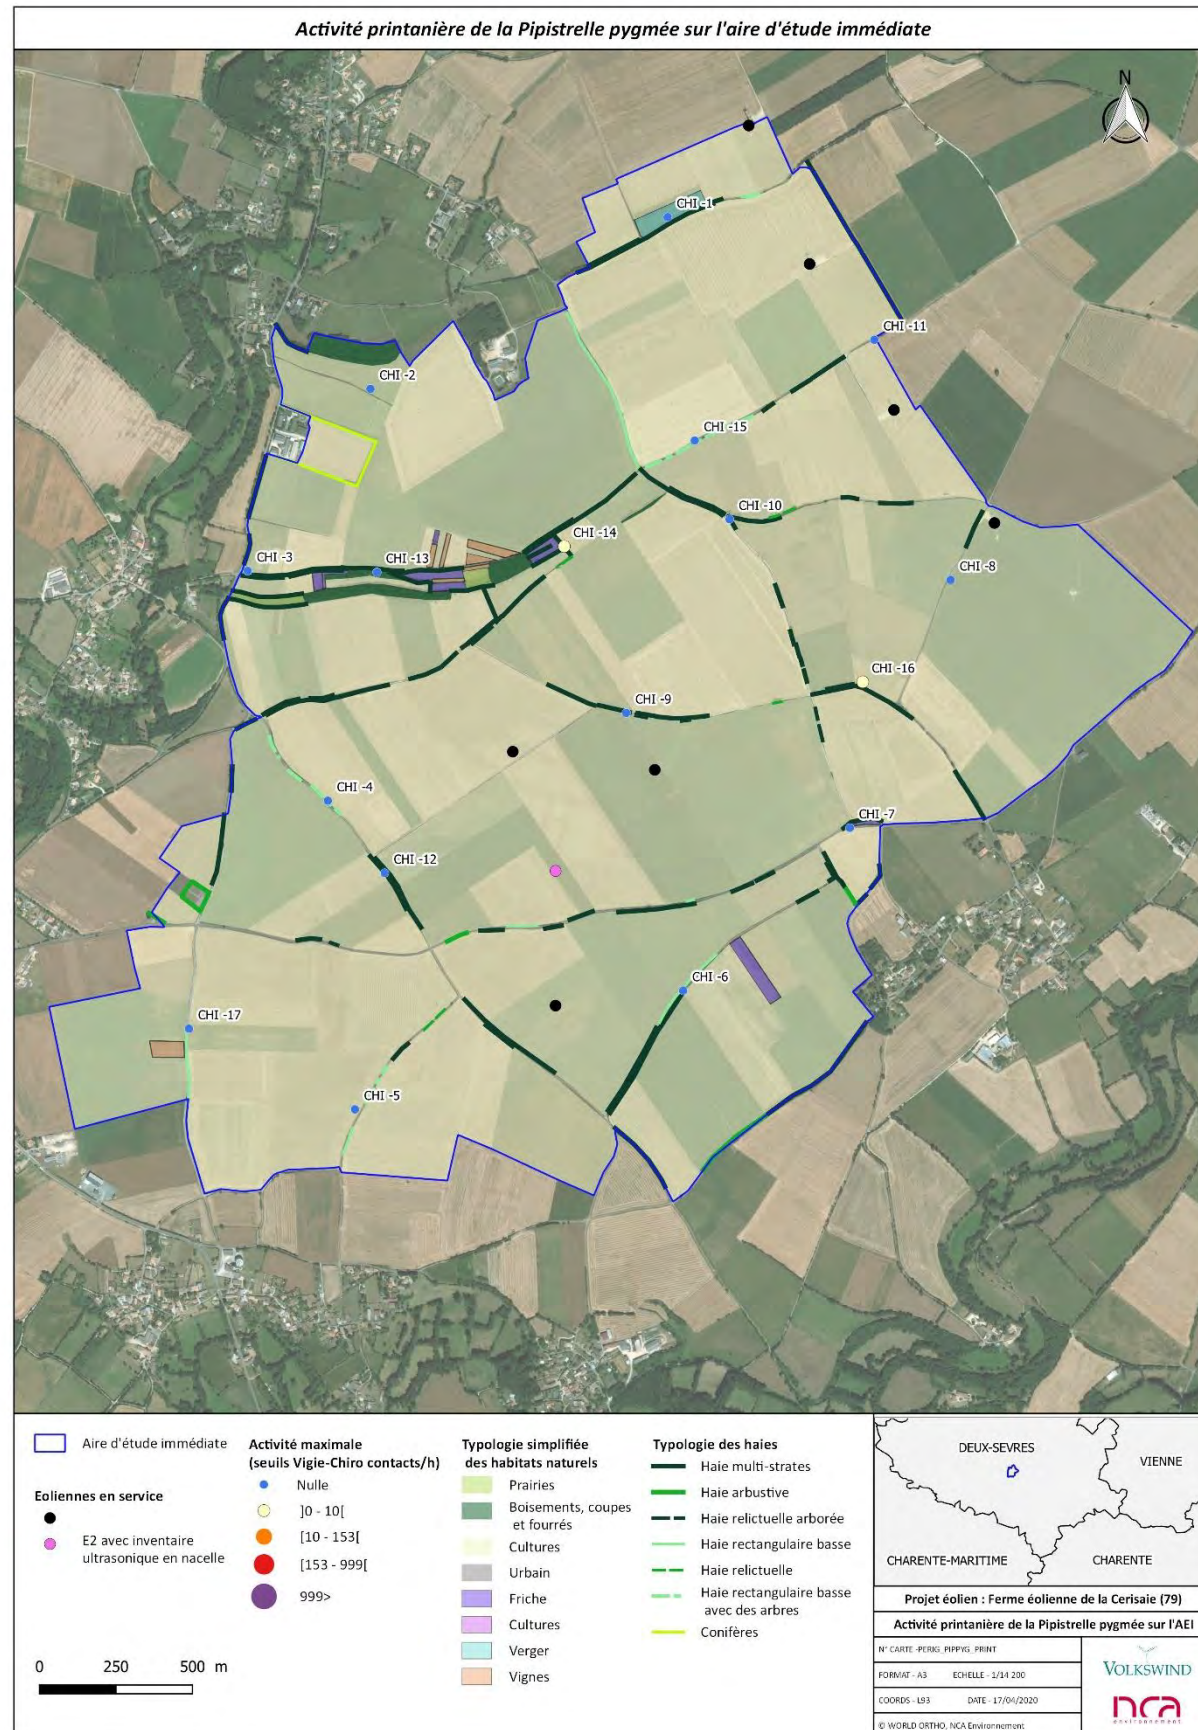 Activité printanière de la Pipistrelle pygmée sur l'aire d'étude immédiate
N
CHI -1
CHI -11
CHI -2
CHI -15
CHI -10
CHI -14
CHI -3
CHI -13
CHI -8
CHI -16
CHI -9
CHI -4
CHI -7
CHI -12
CHI -6
CHI -17
CHI -5
Aire d'étude immédiate
Eoliennes en service
E2 avec inventaire
ultrasonique en nacelle
0 250 500 m
Activité maximale
(seuils Vigie-Chiro contacts/h)
Nulle
]0 - 10[
[10 - 153[
[153 - 999[
999>
Typologie simplifiée
des habitats naturels
Prairies
Boisements, coupes
et fourrés
Cultures
Urbain
Friche
Cultures
Verger
Vignes
Typologie des haies
Haie multi-strates
Haie arbustive
Haie relictuelle arborée
Haie rectangulaire basse
Haie relictuelle
Haie rectangulaire basse
avec des arbres
Conifères
DEUX-SEVRES
VIENNE
CHARENTE-MARITIME
CHARENTE
Projet éolien : Ferme éolienne de la Cerisaie (79)
Activité printanière de la Pipistrelle pygmée sur l'AEI
N° CARTE -PERIG_PIPPYG_PRINT
FORMAT - A3 ECHELLE - 1/14 200
COORDS - L93 DATE - 17/04/2020
© WORLD ORTHO, NCA Environnement
VOLKSWIND
nca
environnement